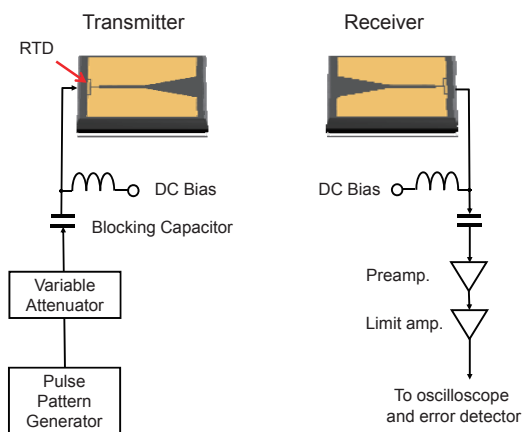 Transmitter
Receiver
RTD
DC Bias
DC Bias
Blocking Capacitor
Variable
Attenuator
Preamp.
Limit amp.
Pulse
Pattern
Generator
To oscilloscope
and error detector